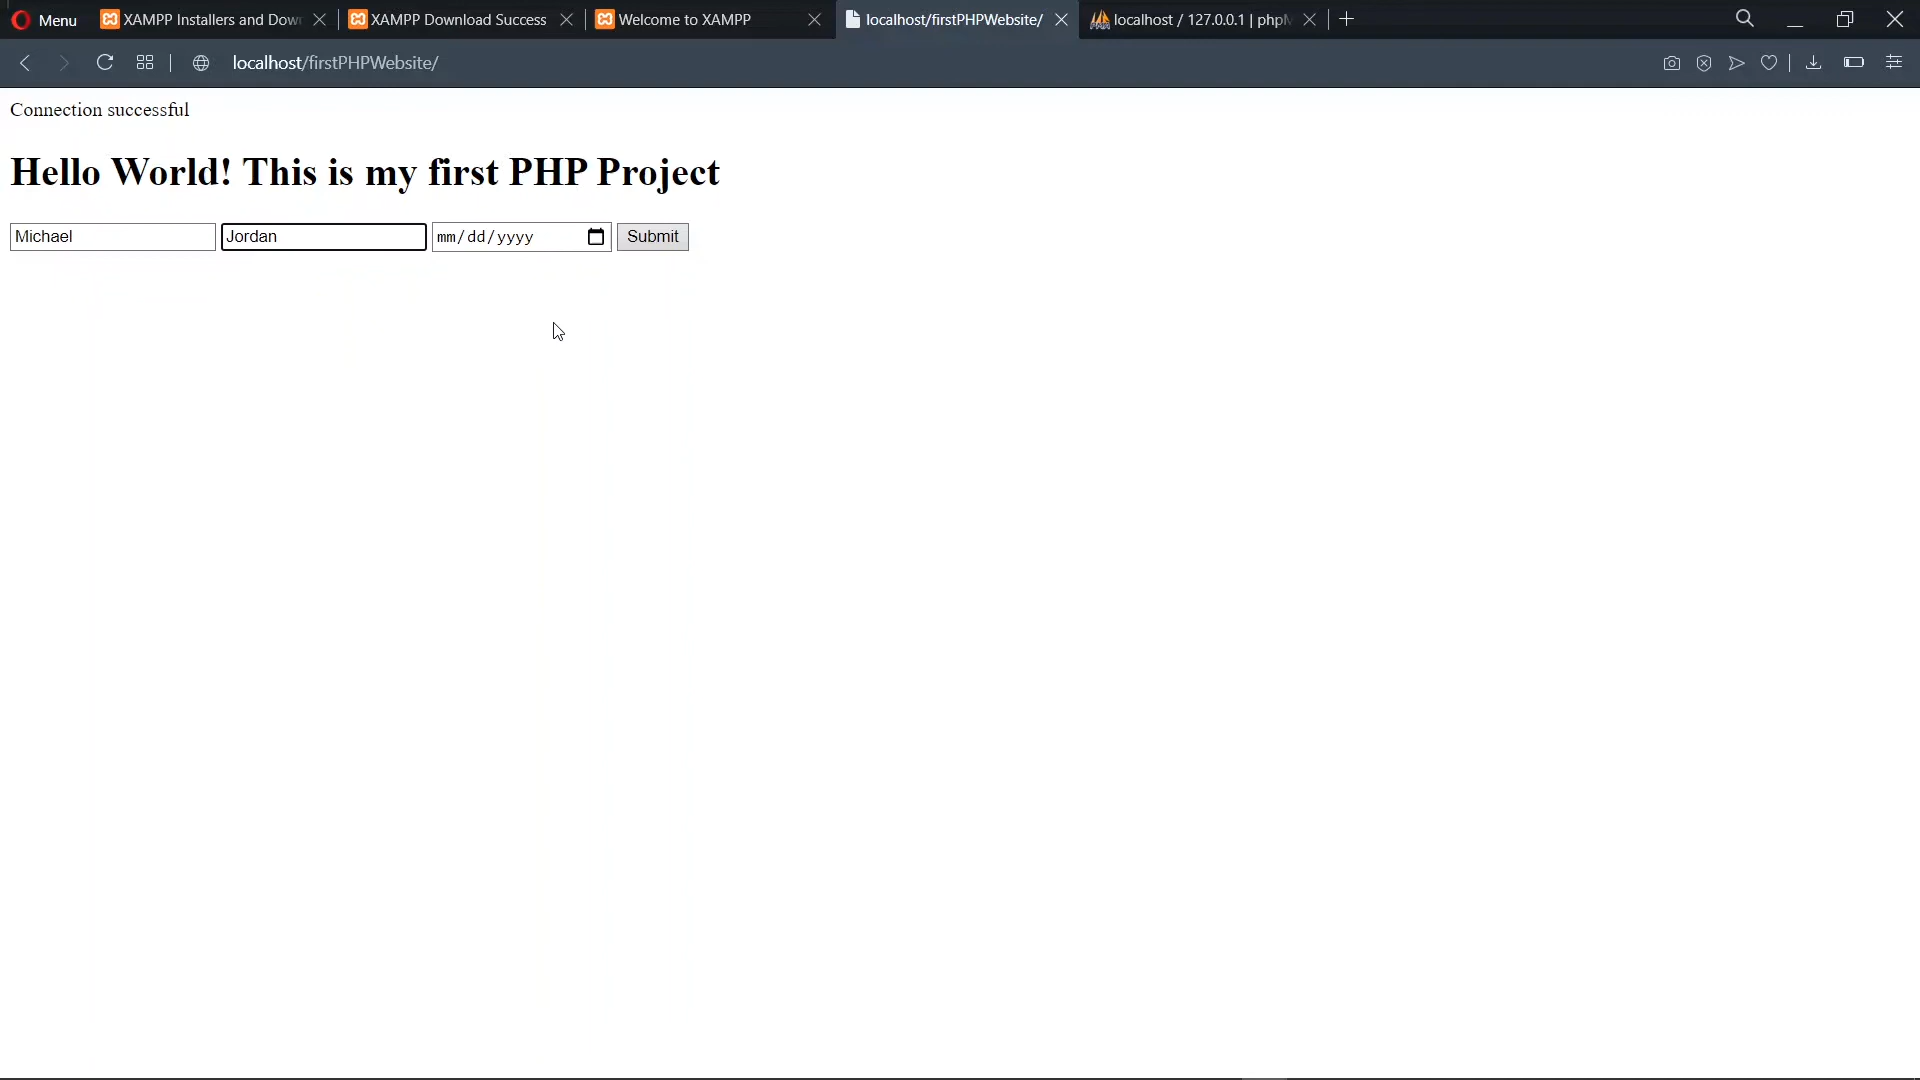 Menu
XAMPP Installers and Dow
XAMPP Download Success
Welcome to XAMPP
localhost/firstPHPWebsite/
localhost / 127.0.0.1 | php
localhost/firstPHPWebsite/
Connection successful
Hello World! This is my first PHP Project
Michael Jordan mm/dd/yyyy Submit